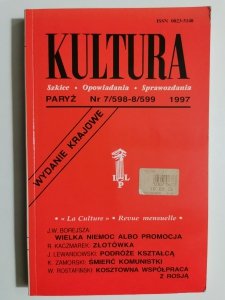 ISSN 0023-5148
KULTURA
Szkice • Opowiadania • Sprawozdania
PARYŻ Nr 7/598-8/599 1997
WYDANIE KRAJOWE
I L
L
P
• « La Culture » • Revue mensuelle •
J.W. BOREJSZA:
WIELKA NIEMOC ALBO PROMOCJA
R. KACZMAREK: ZŁOTÓWKA
J. LEWANDOWSKI: PODRÓŻE KSZTAŁCĄ
K. ZAMORSKI: ŚMIERĆ KOMUNISTKI
W. ROSTAFIŃSKI: KOSZTOWNA WSPÓŁPRACA
Z ROSJĄ